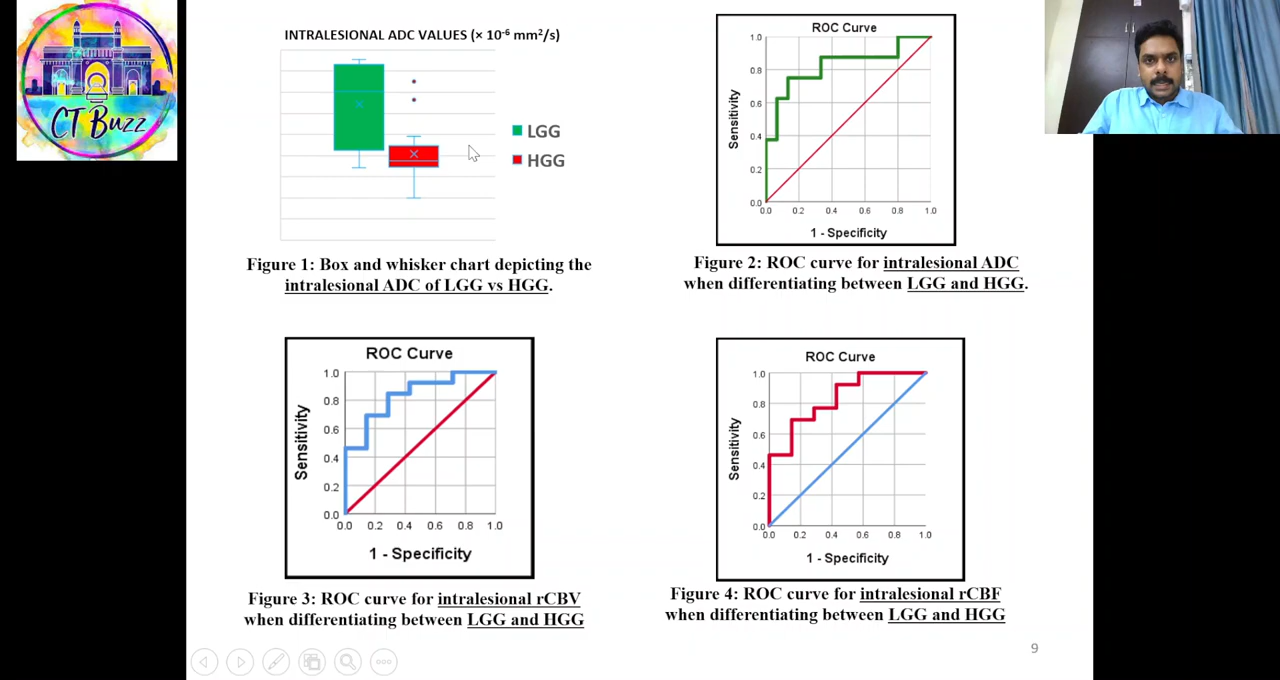 CT Buzz
INTRALESIONAL ADC VALUES (× 10⁻⁶ mm²/s)
LGG
HGG
Figure 1: Box and whisker chart depicting the
intralesional ADC of LGG vs HGG.
ROC Curve
Sensitivity
1.0
0.8
0.6
0.4
0.2
0.0
0.0 0.2 0.4 0.6 0.8 1.0
1 - Specificity
Figure 2: ROC curve for intralesional ADC
when differentiating between LGG and HGG.
ROC Curve
Sensitivity
1.0
0.8
0.6
0.4
0.2
0.0
0.0 0.2 0.4 0.6 0.8 1.0
1 - Specificity
Figure 3: ROC curve for intralesional rCBV
when differentiating between LGG and HGG
ROC Curve
Sensitivity
1.0
0.8
0.6
0.4
0.2
0.0
0.0 0.2 0.4 0.6 0.8 1.0
1 - Specificity
Figure 4: ROC curve for intralesional rCBF
when differentiating between LGG and HGG
9